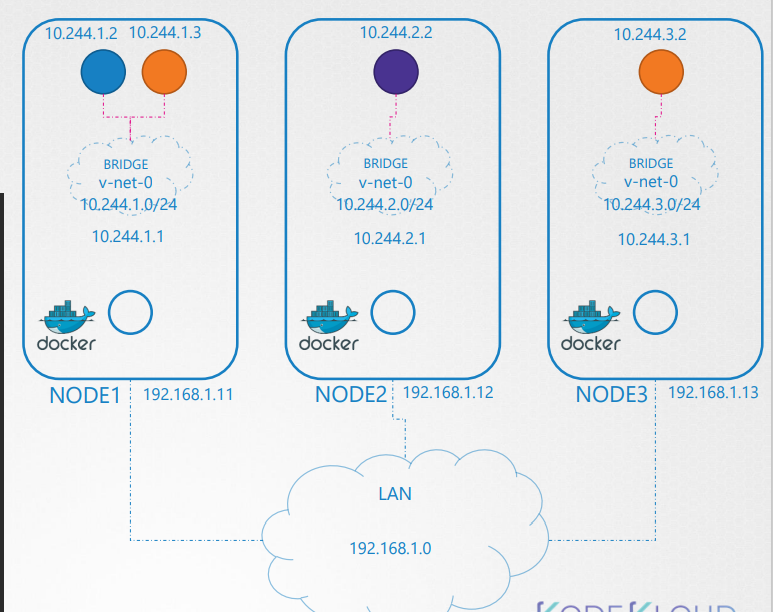 10.244.1.2 10.244.1.3
BRIDGE
v-net-0
10.244.1.0/24
10.244.1.1
docker
NODE1 192.168.1.11
10.244.2.2
BRIDGE
v-net-0
10.244.2.0/24
10.244.2.1
docker
NODE2 192.168.1.12
10.244.3.2
BRIDGE
v-net-0
10.244.3.0/24
10.244.3.1
docker
NODE3 192.168.1.13
LAN
192.168.1.0
KODEKLOUD